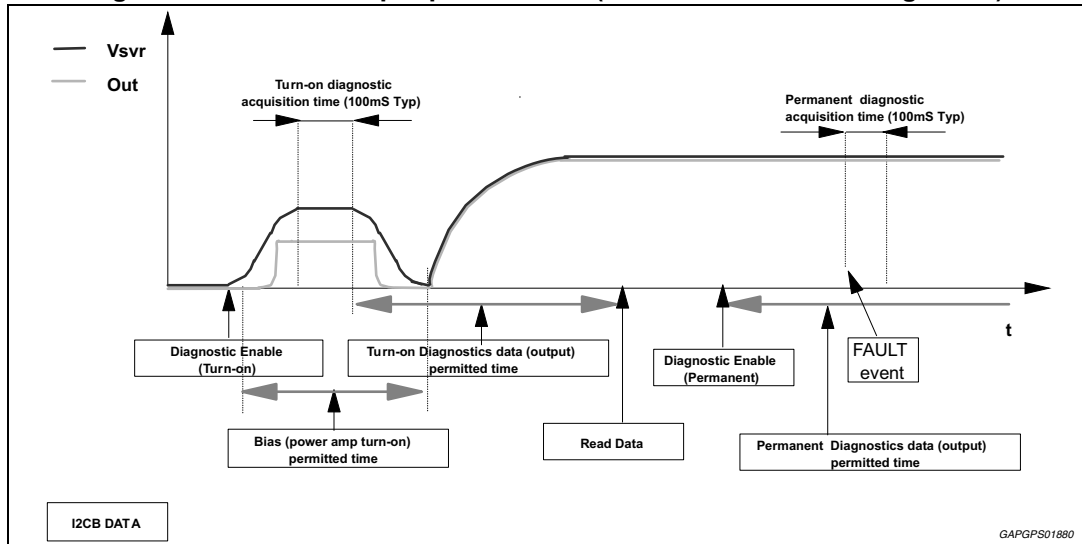 Vsvr
Out
Turn-on diagnostic
acquisition time (100mS Typ)
Permanent diagnostic
acquisition time (100mS Typ)
t
Diagnostic Enable
(Turn-on)
Turn-on Diagnostics data (output)
permitted time
Diagnostic Enable
(Permanent)
FAULT
event
Bias (power amp turn-on)
permitted time
Read Data
Permanent Diagnostics data (output)
permitted time
I2CB DATA
GAPGPS01880